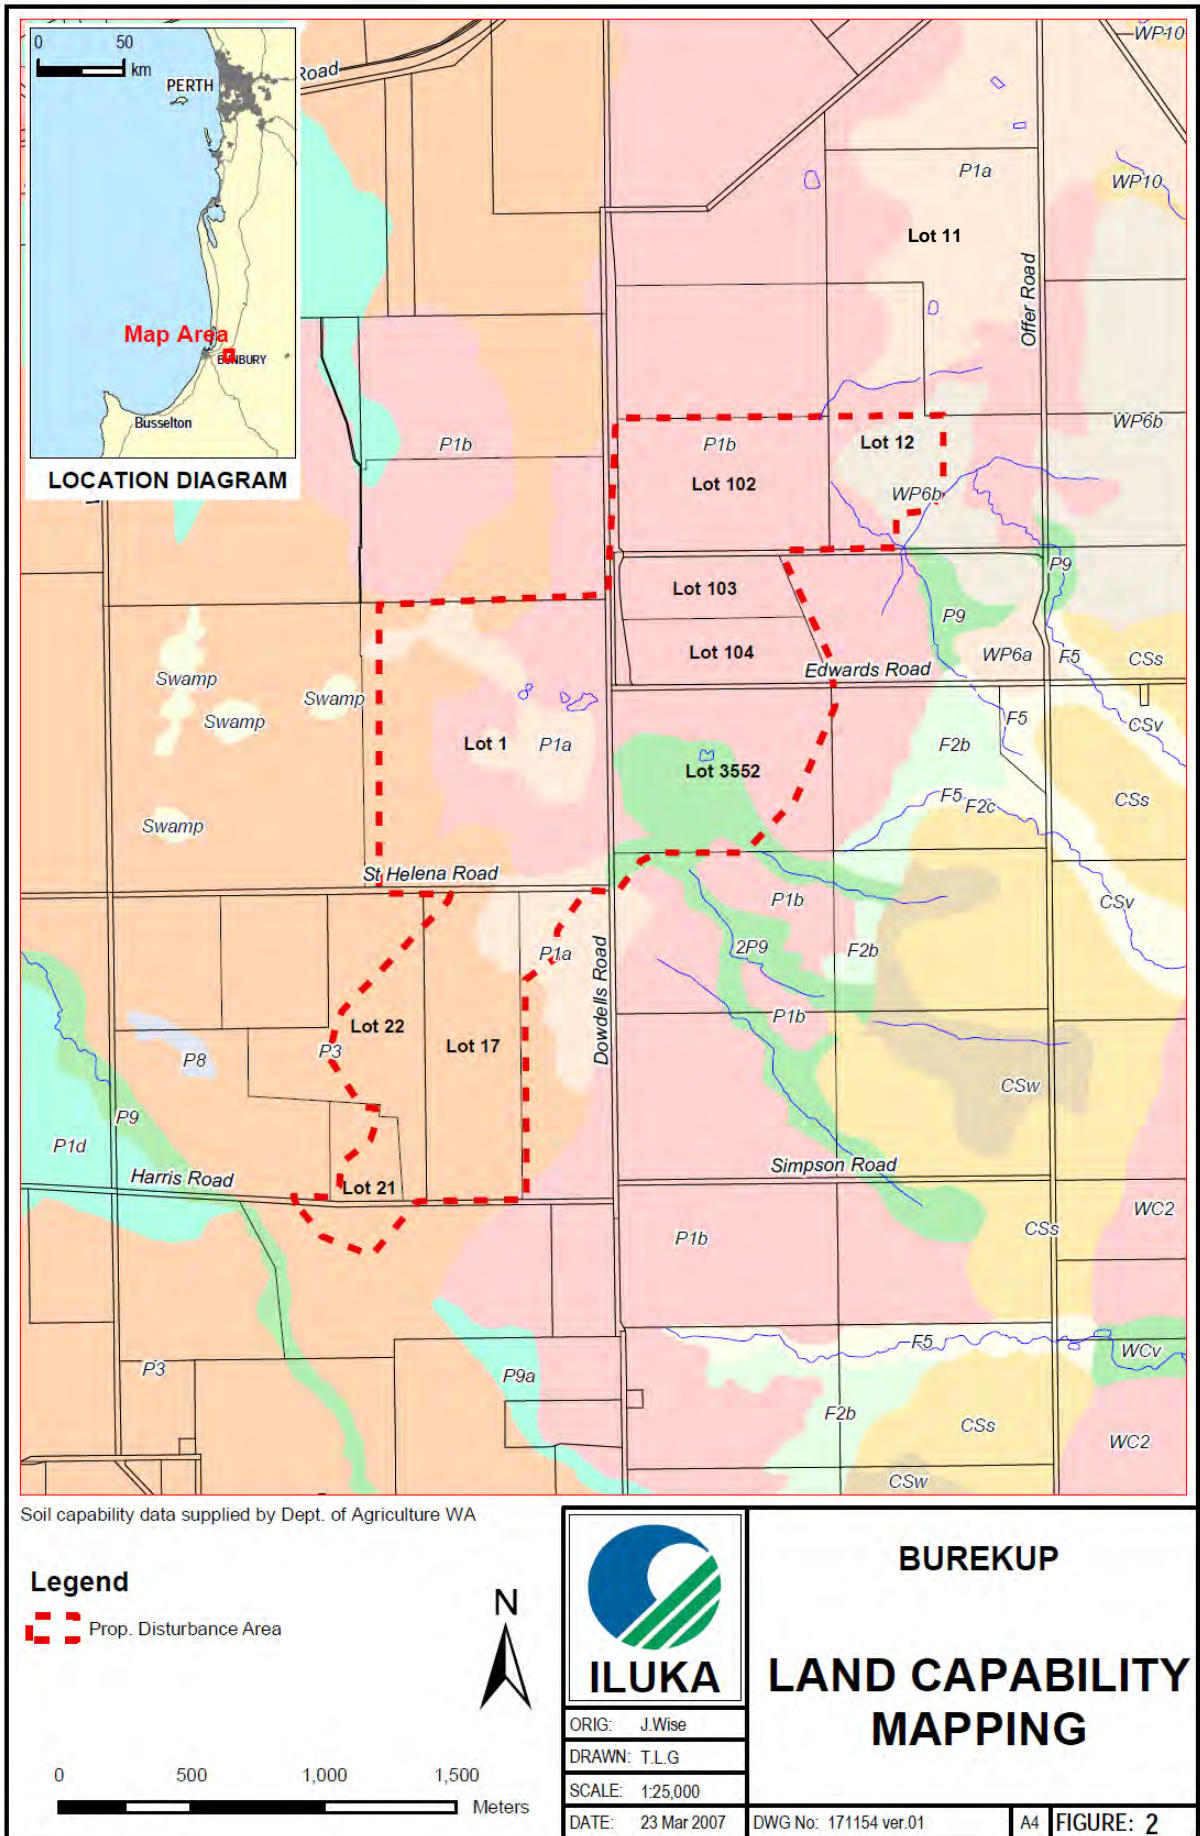 0 50
km
PERTH
Map Area
BUNBURY
Busselton
LOCATION DIAGRAM
Road
WP10
P1a
WP10
Lot 11
Offer Road
P1b
P1b
Lot 12
WP6b
Lot 102
WP6b
P9
Lot 103
P9
Lot 104
WP6a
F5
CSs
Edwards Road
Swamp
Swamp
Swamp
F5
CSv
Lot 1
P1a
F2b
Lot 3552
F5
F2c
CSs
Swamp
St Helena Road
P1b
CSv
P1a
2P9
F2b
Dowdells Road
Lot 22
P1b
Lot 17
P3
P8
CSw
P9
P1d
Simpson Road
Harris Road
Lot 21
WC2
CSs
P1b
F5
WCv
P3
P9a
F2b
CSs
WC2
CSw
Soil capability data supplied by Dept. of Agriculture WA
Legend
Prop. Disturbance Area
N
0 500 1,000 1,500
Meters
ILUKA
ORIG: J.Wise
DRAWN: T.L.G
SCALE: 1:25,000
DATE: 23 Mar 2007
BUREKUP
LAND CAPABILITY
MAPPING
DWG No: 171154 ver.01
A4
FIGURE: 2